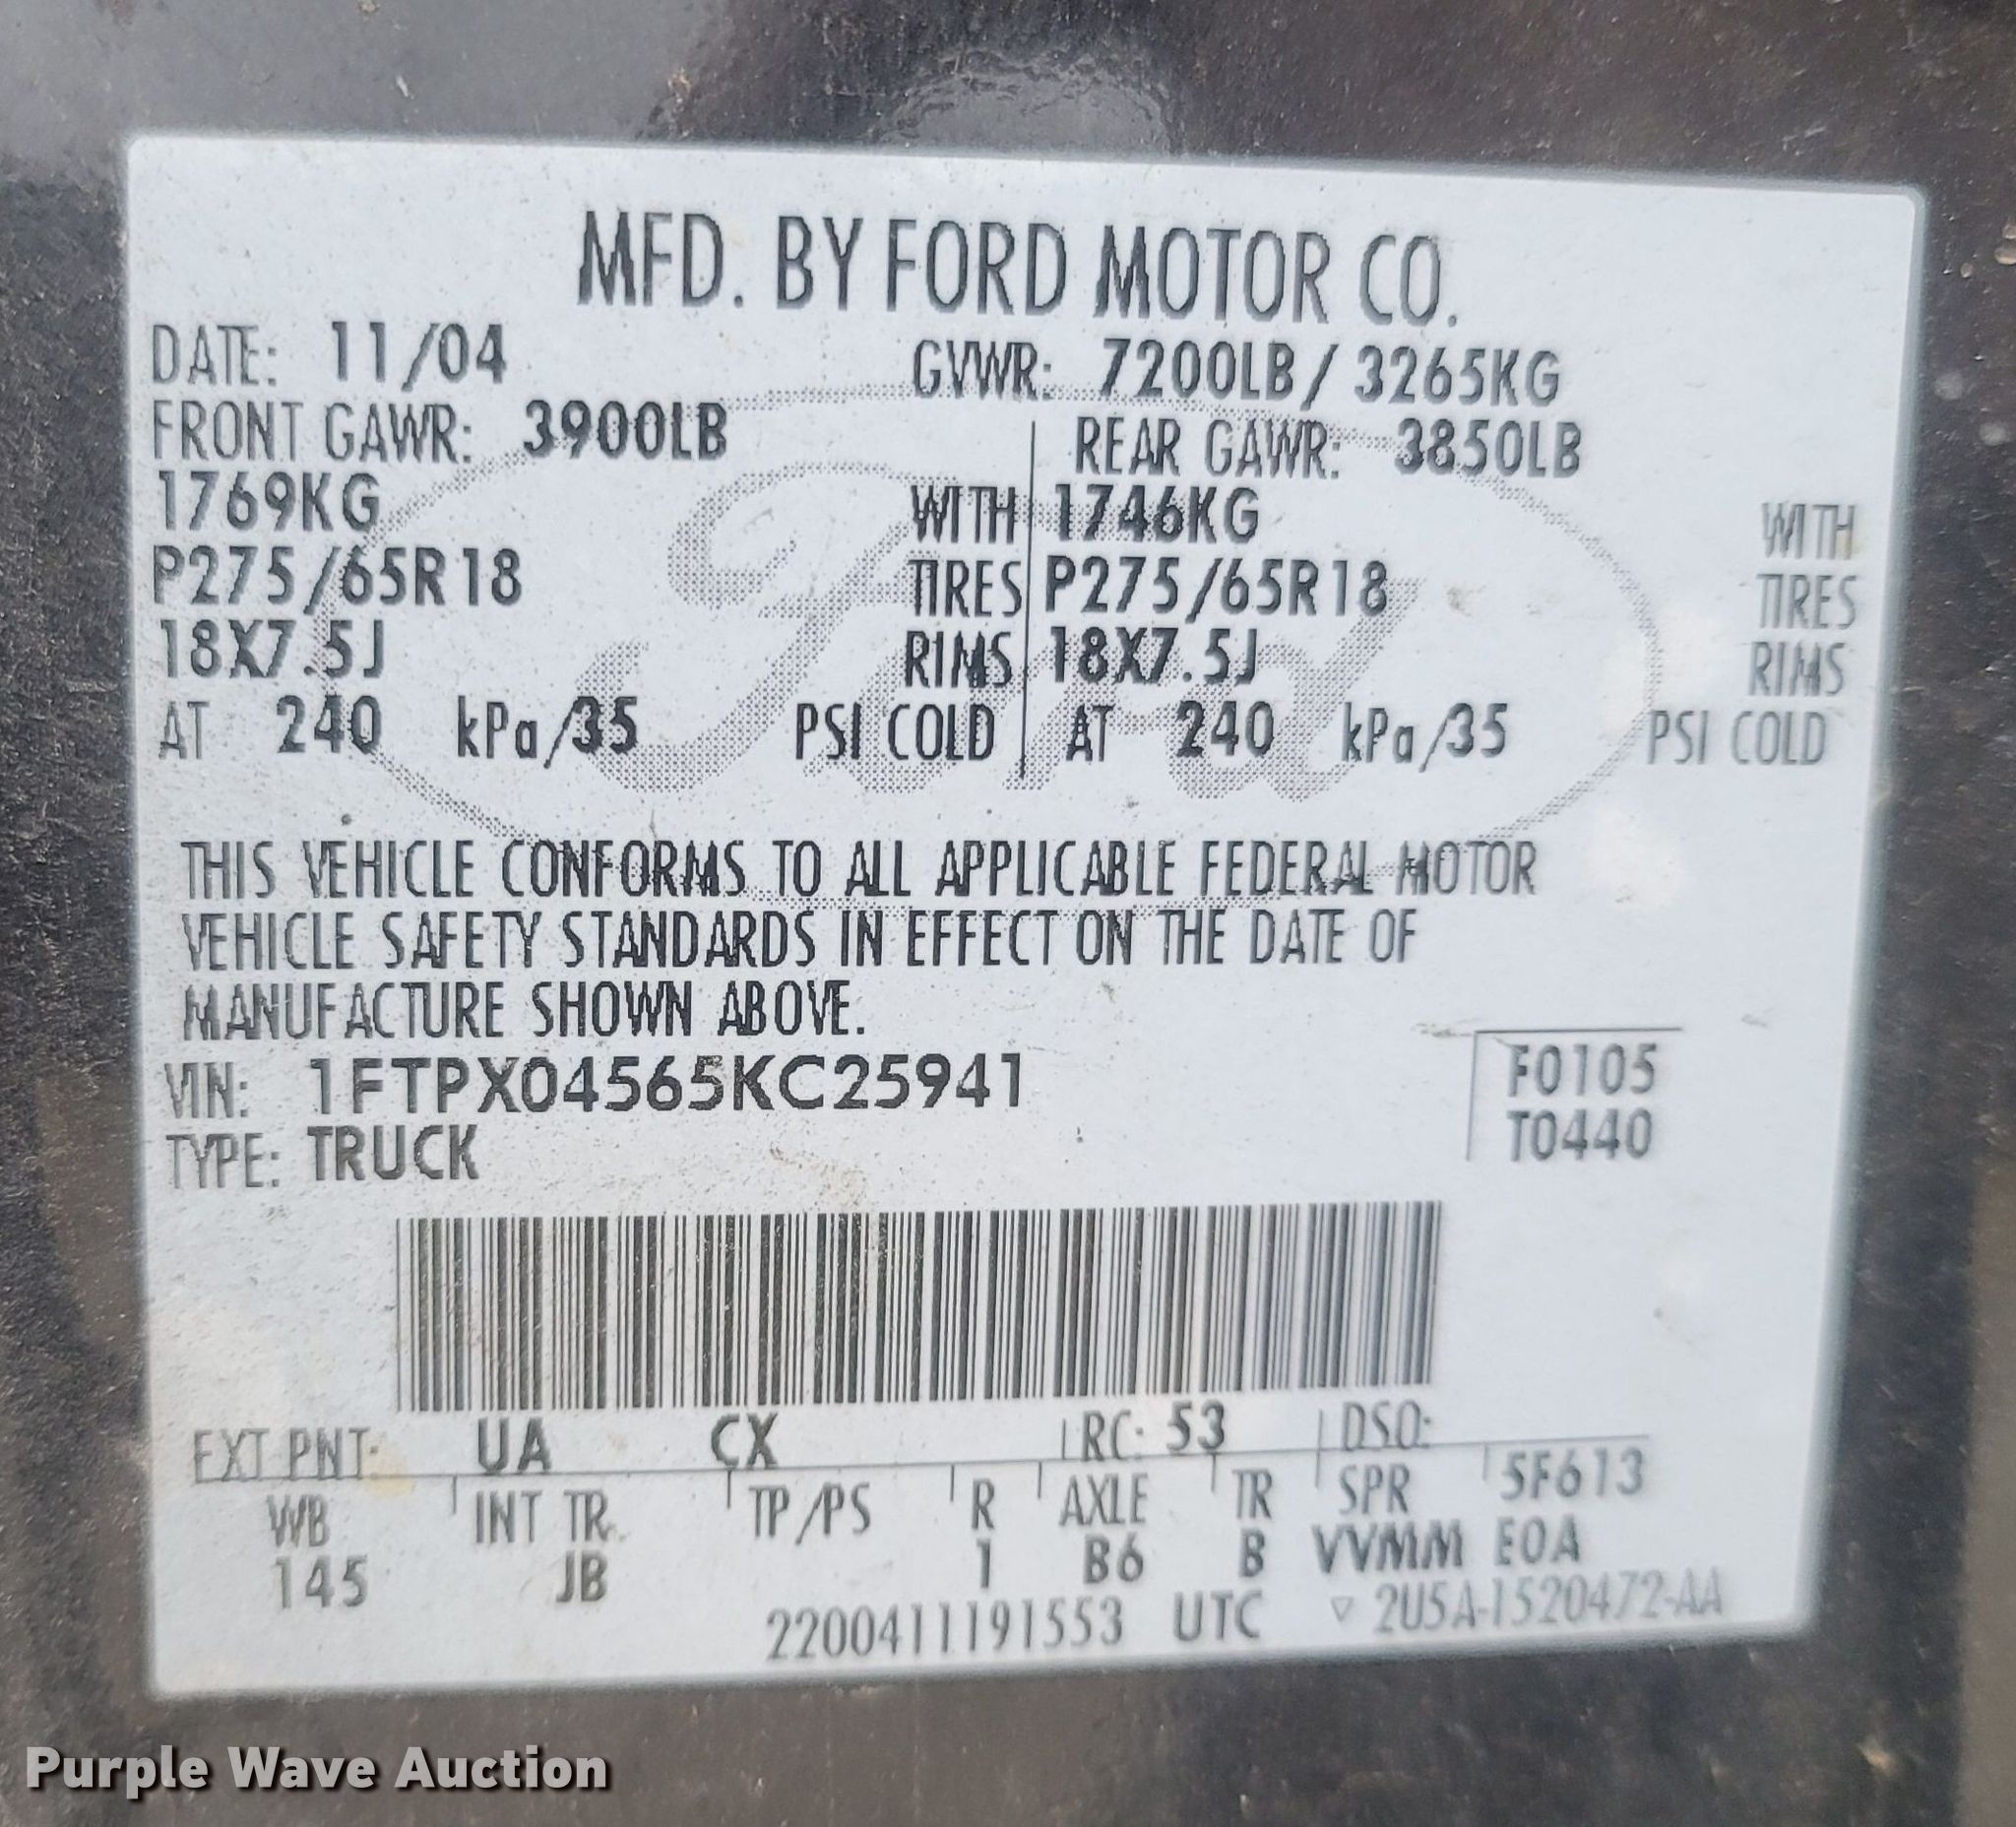 MFD. BY FORD MOTOR CO.
DATE: 11/04 GVWR: 7200LB/ 3265KG
FRONT GAWR: 3900LB REAR GAWR: 3850LB
1769KG WITH 1746KG WITH
P275/65R18 TIRES P275/65R18 TIRES
18X7.5J RIMS 18X7.5J RIMS
AT 240 kPa/35 PSI COLD AT 240 kPa/35 PSI COLD
Ford
THIS VEHICLE CONFORMS TO ALL APPLICABLE FEDERAL MOTOR
VEHICLE SAFETY STANDARDS IN EFFECT ON THE DATE OF
MANUFACTURE SHOWN ABOVE.
VIN: 1FTPX04565KC25941 F0105
TYPE: TRUCK T0440
EXT PNT: UA CX RC: 53 DSO:
WB INT TR. TP/PS R AXLE TR SPR 5F613
145 JB 1 B6 B VVMM E0A
2200411191553 UTC ▽ 2U5A-1520472-AA
Purple Wave Auction